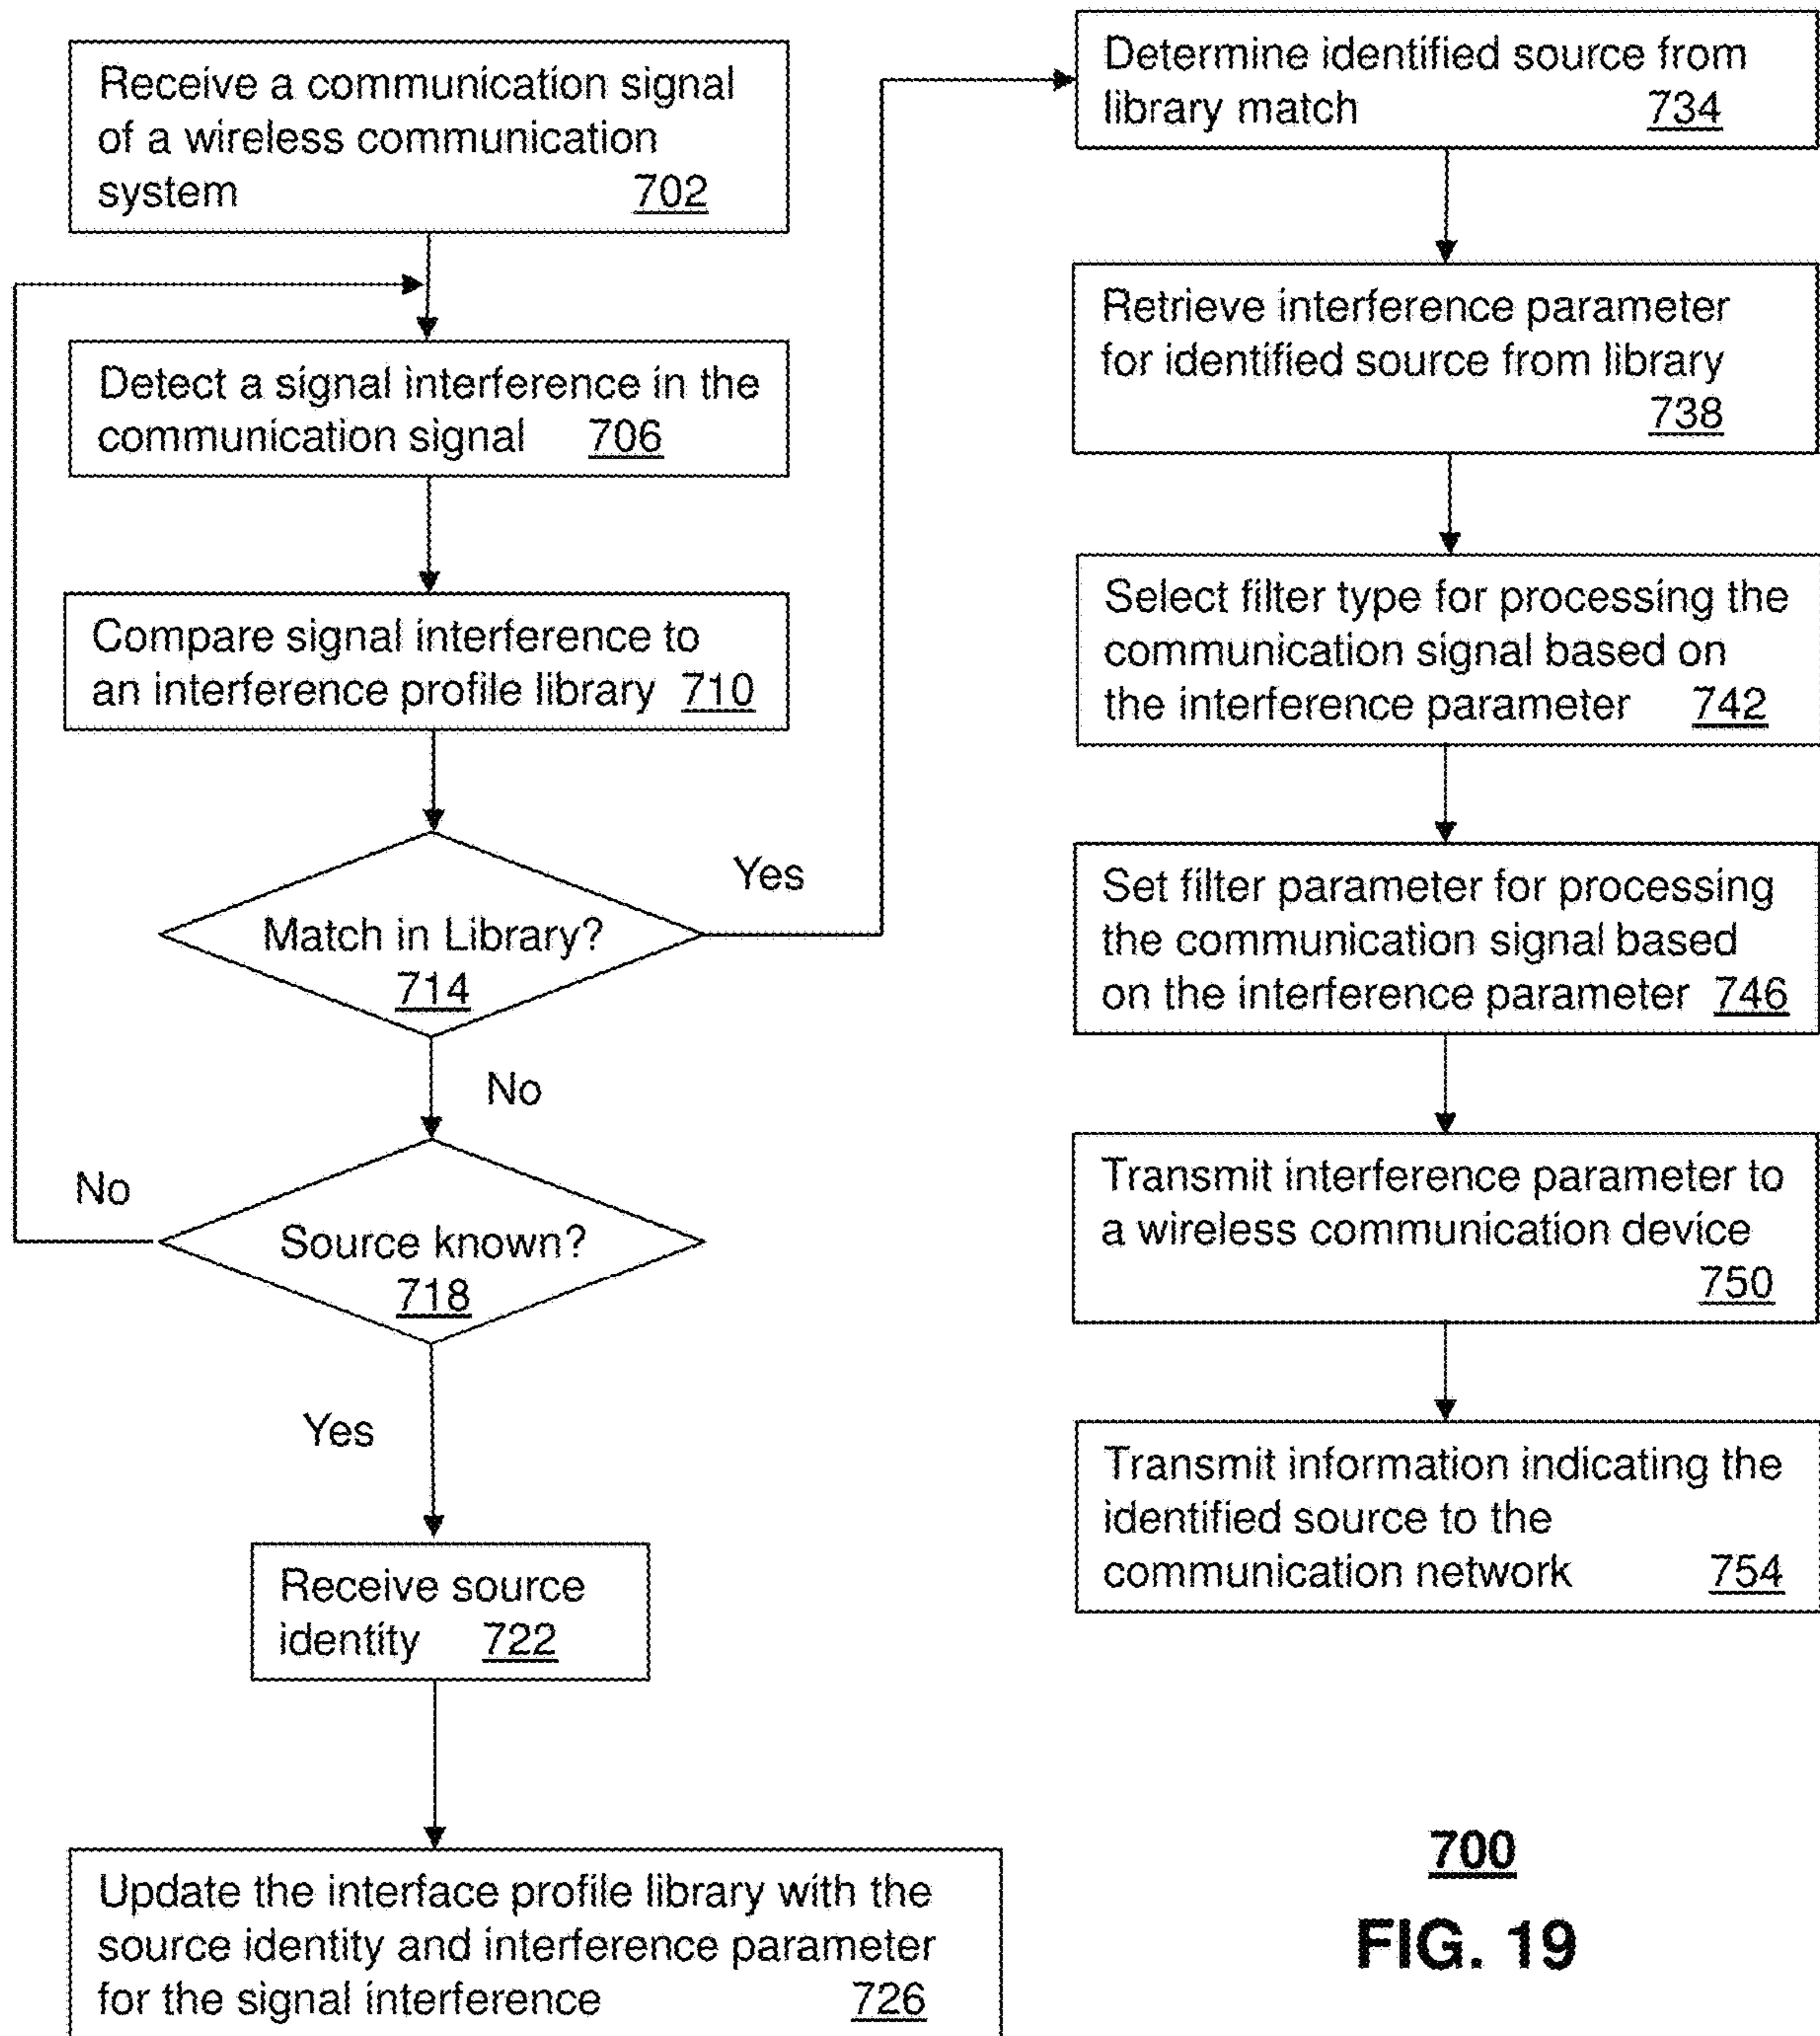 Receive a communication signal
of a wireless communication
system 702
Detect a signal interference in the
communication signal 706
Compare signal interference to
an interference profile library 710
Match in Library?
714
Yes
No
Source known?
718
No
Yes
Receive source
identity 722
Update the interface profile library with the
source identity and interference parameter
for the signal interference 726
Determine identified source from
library match 734
Retrieve interference parameter
for identified source from library
738
Select filter type for processing the
communication signal based on
the interference parameter 742
Set filter parameter for processing
the communication signal based
on the interference parameter 746
Transmit interference parameter to
a wireless communication device
750
Transmit information indicating the
identified source to the
communication network 754
700
FIG. 19